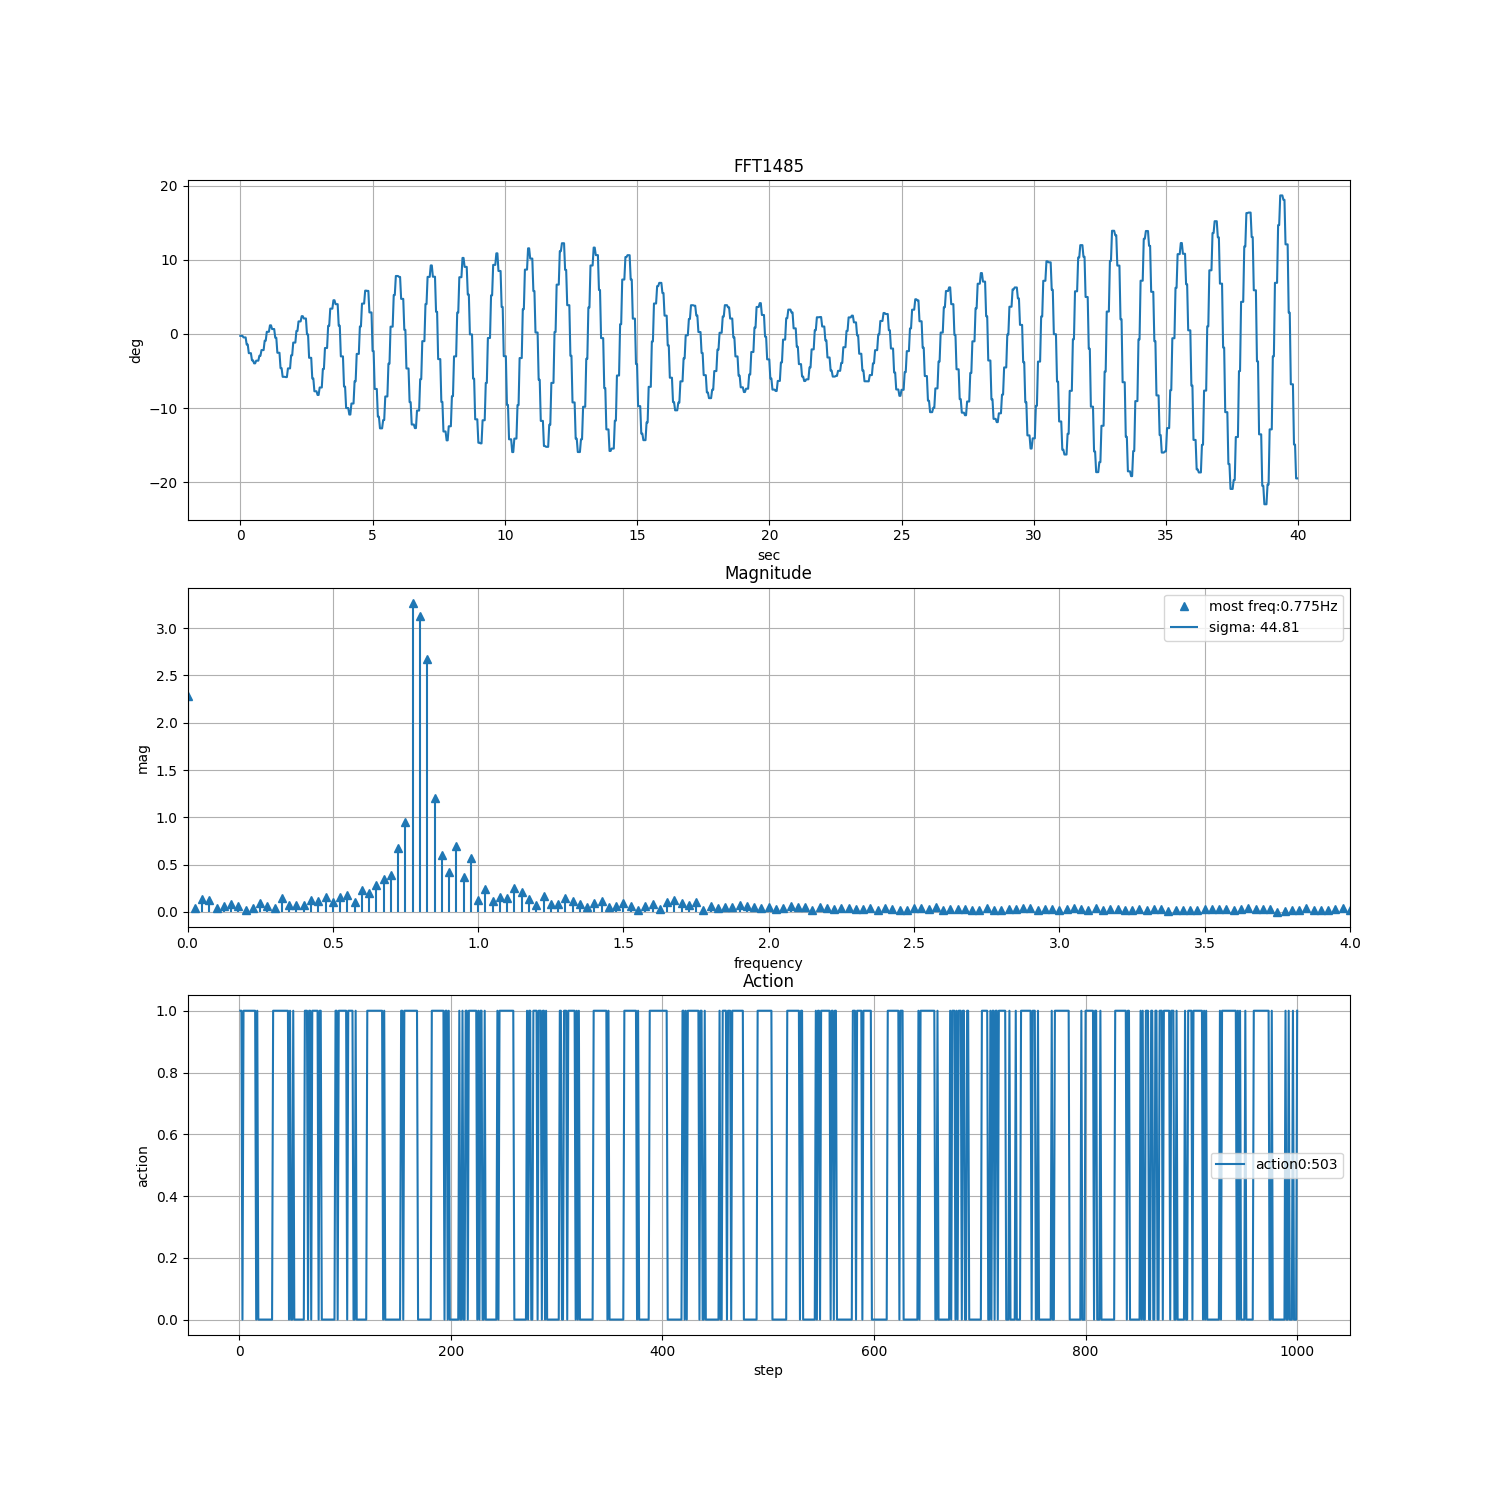 FFT1485
20
10
0
−10
−20
deg
0 5 10 15 20 25 30 35 40
sec
Magnitude
most freq:0.775Hz
sigma: 44.81
3.0
2.5
2.0
1.5
1.0
0.5
0.0
mag
0.0 0.5 1.0 1.5 2.0 2.5 3.0 3.5 4.0
frequency
Action
1.0
0.8
0.6
0.4
0.2
0.0
action
action0:503
0 200 400 600 800 1000
step